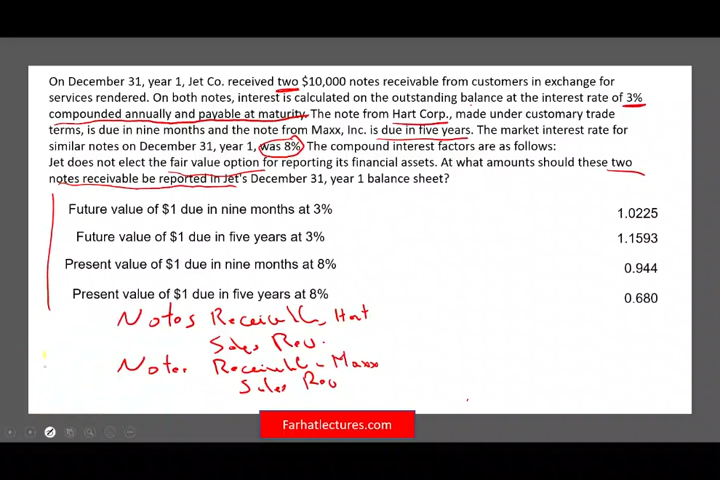 On December 31, year 1, Jet Co. received two $10,000 notes receivable from customers in exchange for
services rendered. On both notes, interest is calculated on the outstanding balance at the interest rate of 3%
compounded annually and payable at maturity. The note from Hart Corp., made under customary trade
terms, is due in nine months and the note from Maxx, Inc. is due in five years. The market interest rate for
similar notes on December 31, year 1, was 8%. The compound interest factors are as follows:
Jet does not elect the fair value option for reporting its financial assets. At what amounts should these two
notes receivable be reported in Jet's December 31, year 1 balance sheet?
Future value of $1 due in nine months at 3% 1.0225
Future value of $1 due in five years at 3% 1.1593
Present value of $1 due in nine months at 8% 0.944
Present value of $1 due in five years at 8% 0.680
Notes Receivable Hart
Sales Rev.
Notes Receivable - Maxx
Sales Rev
Farhatlectures.com